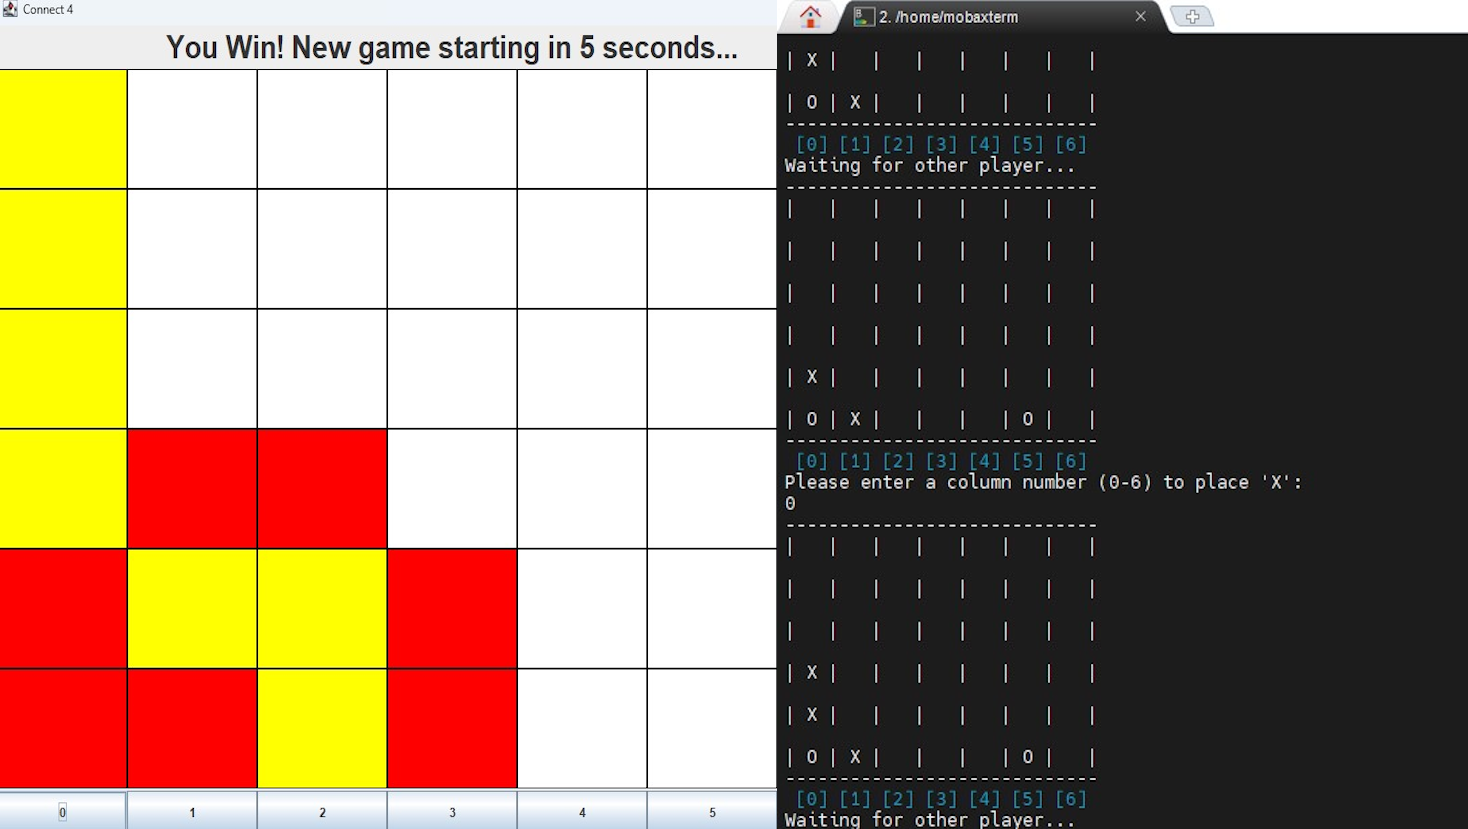 Connect 4
You Win! New game starting in 5 seconds...
0 1 2 3 4 5
2. /home/mobaxterm
| X |   |   |   |   |   |   |
| O | X |   |   |   |   |   |
-----------------------------
[0] [1] [2] [3] [4] [5] [6]
Waiting for other player...
-----------------------------
|   |   |   |   |   |   |   |
|   |   |   |   |   |   |   |
|   |   |   |   |   |   |   |
|   |   |   |   |   |   |   |
| X |   |   |   |   |   |   |
| O | X |   |   |   | O |   |
-----------------------------
[0] [1] [2] [3] [4] [5] [6]
Please enter a column number (0-6) to place 'X':
0
-----------------------------
|   |   |   |   |   |   |   |
|   |   |   |   |   |   |   |
|   |   |   |   |   |   |   |
| X |   |   |   |   |   |   |
| X |   |   |   |   |   |   |
| O | X |   |   |   | O |   |
-----------------------------
[0] [1] [2] [3] [4] [5] [6]
Waiting for other player...